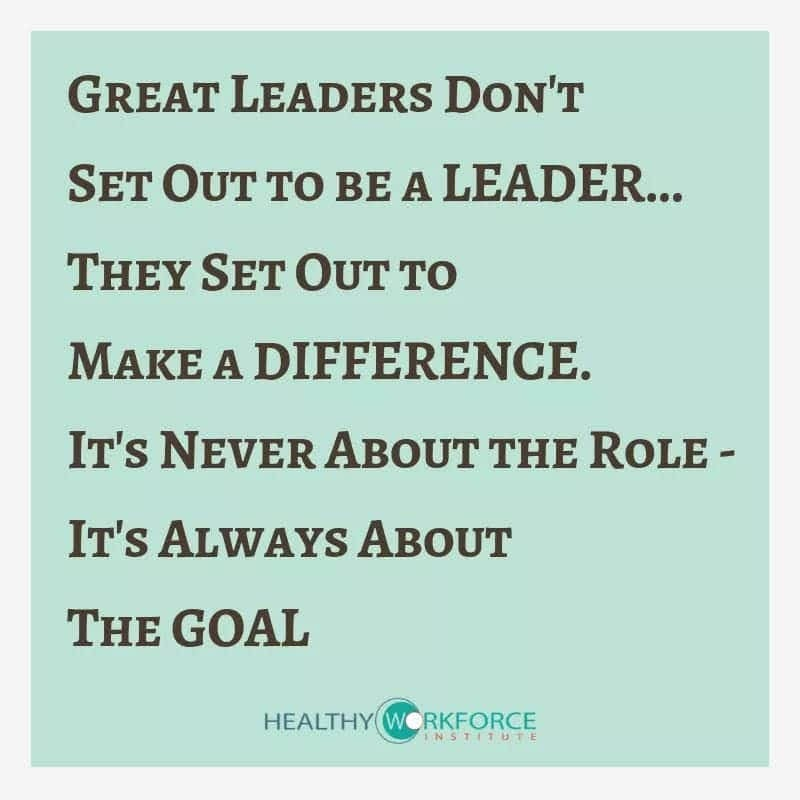 Great Leaders Don't
Set Out to be a LEADER...
They Set Out to
Make a DIFFERENCE.
It's Never About the Role -
It's Always About
The GOAL
HEALTHY WORKFORCE
INSTITUTE